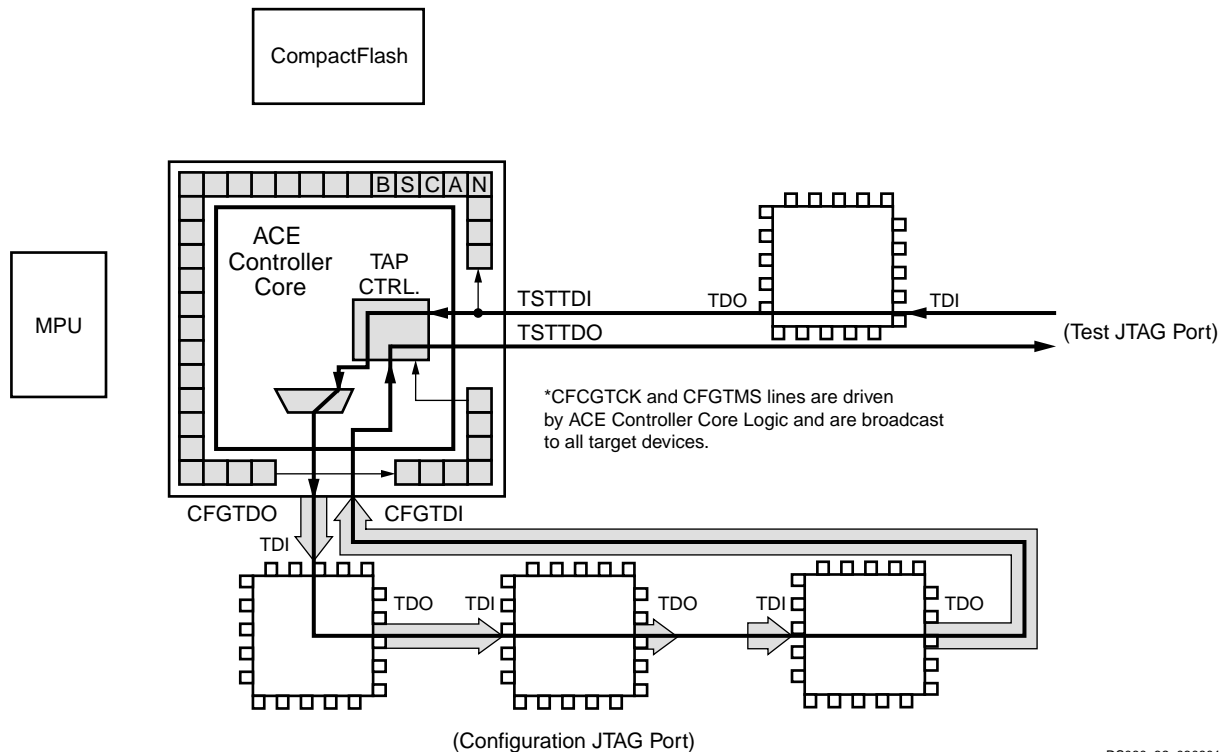 CompactFlash
BSCAN
ACE
Controller
Core
TAP
CTRL.
MPU
TSTTDI
TSTTDO
TDO
TDI
(Test JTAG Port)
*CFCGTCK and CFGTMS lines are driven
by ACE Controller Core Logic and are broadcast
to all target devices.
CFGTDO
CFGTDI
TDI
TDO
TDI
TDO
TDI
TDO
(Configuration JTAG Port)